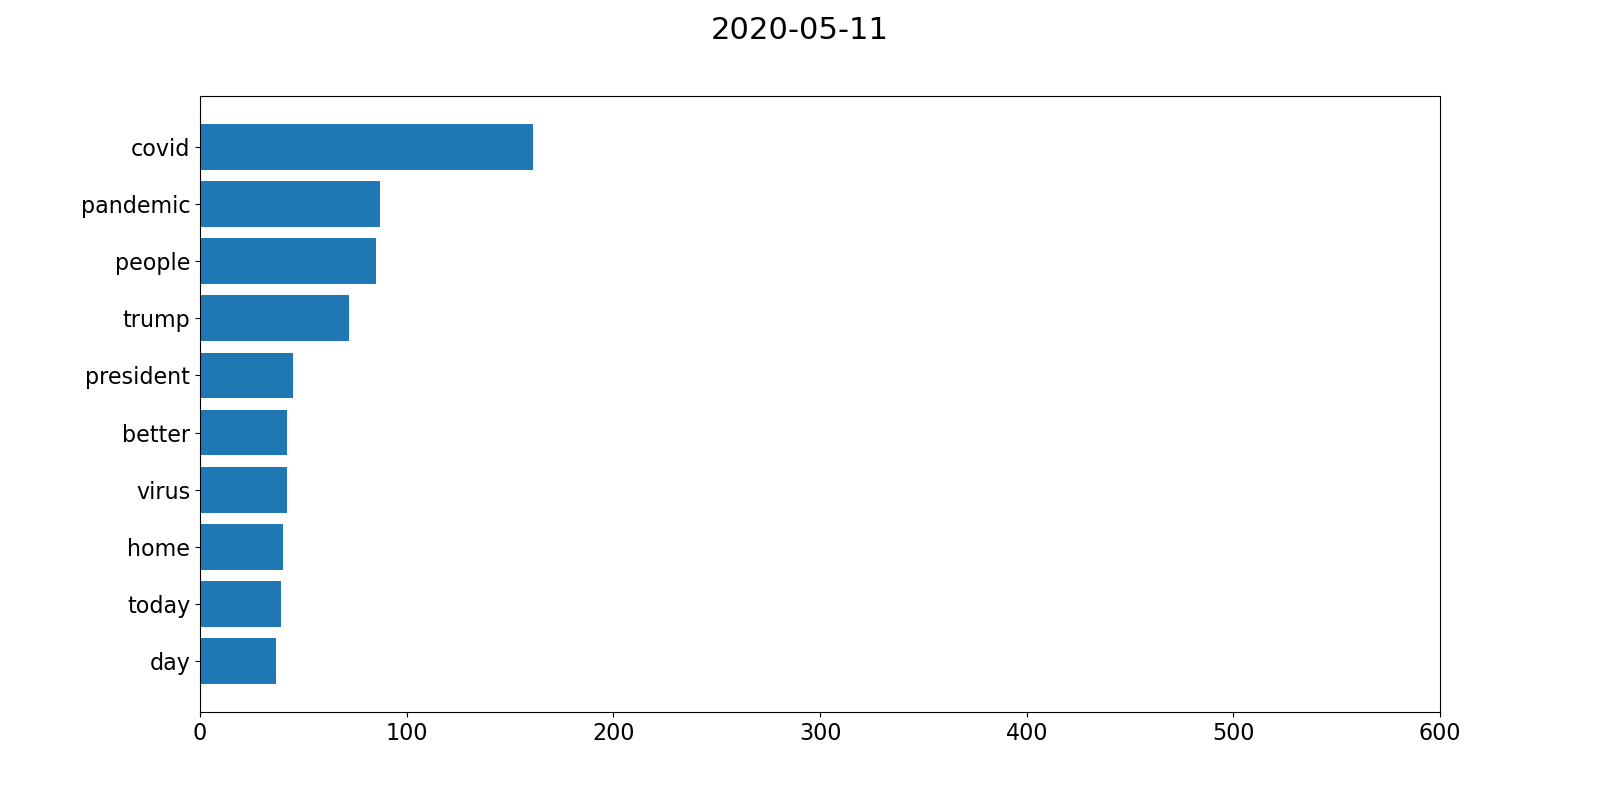 2020-05-11
covid
pandemic
people
trump
president
better
virus
home
today
day
0 100 200 300 400 500 600